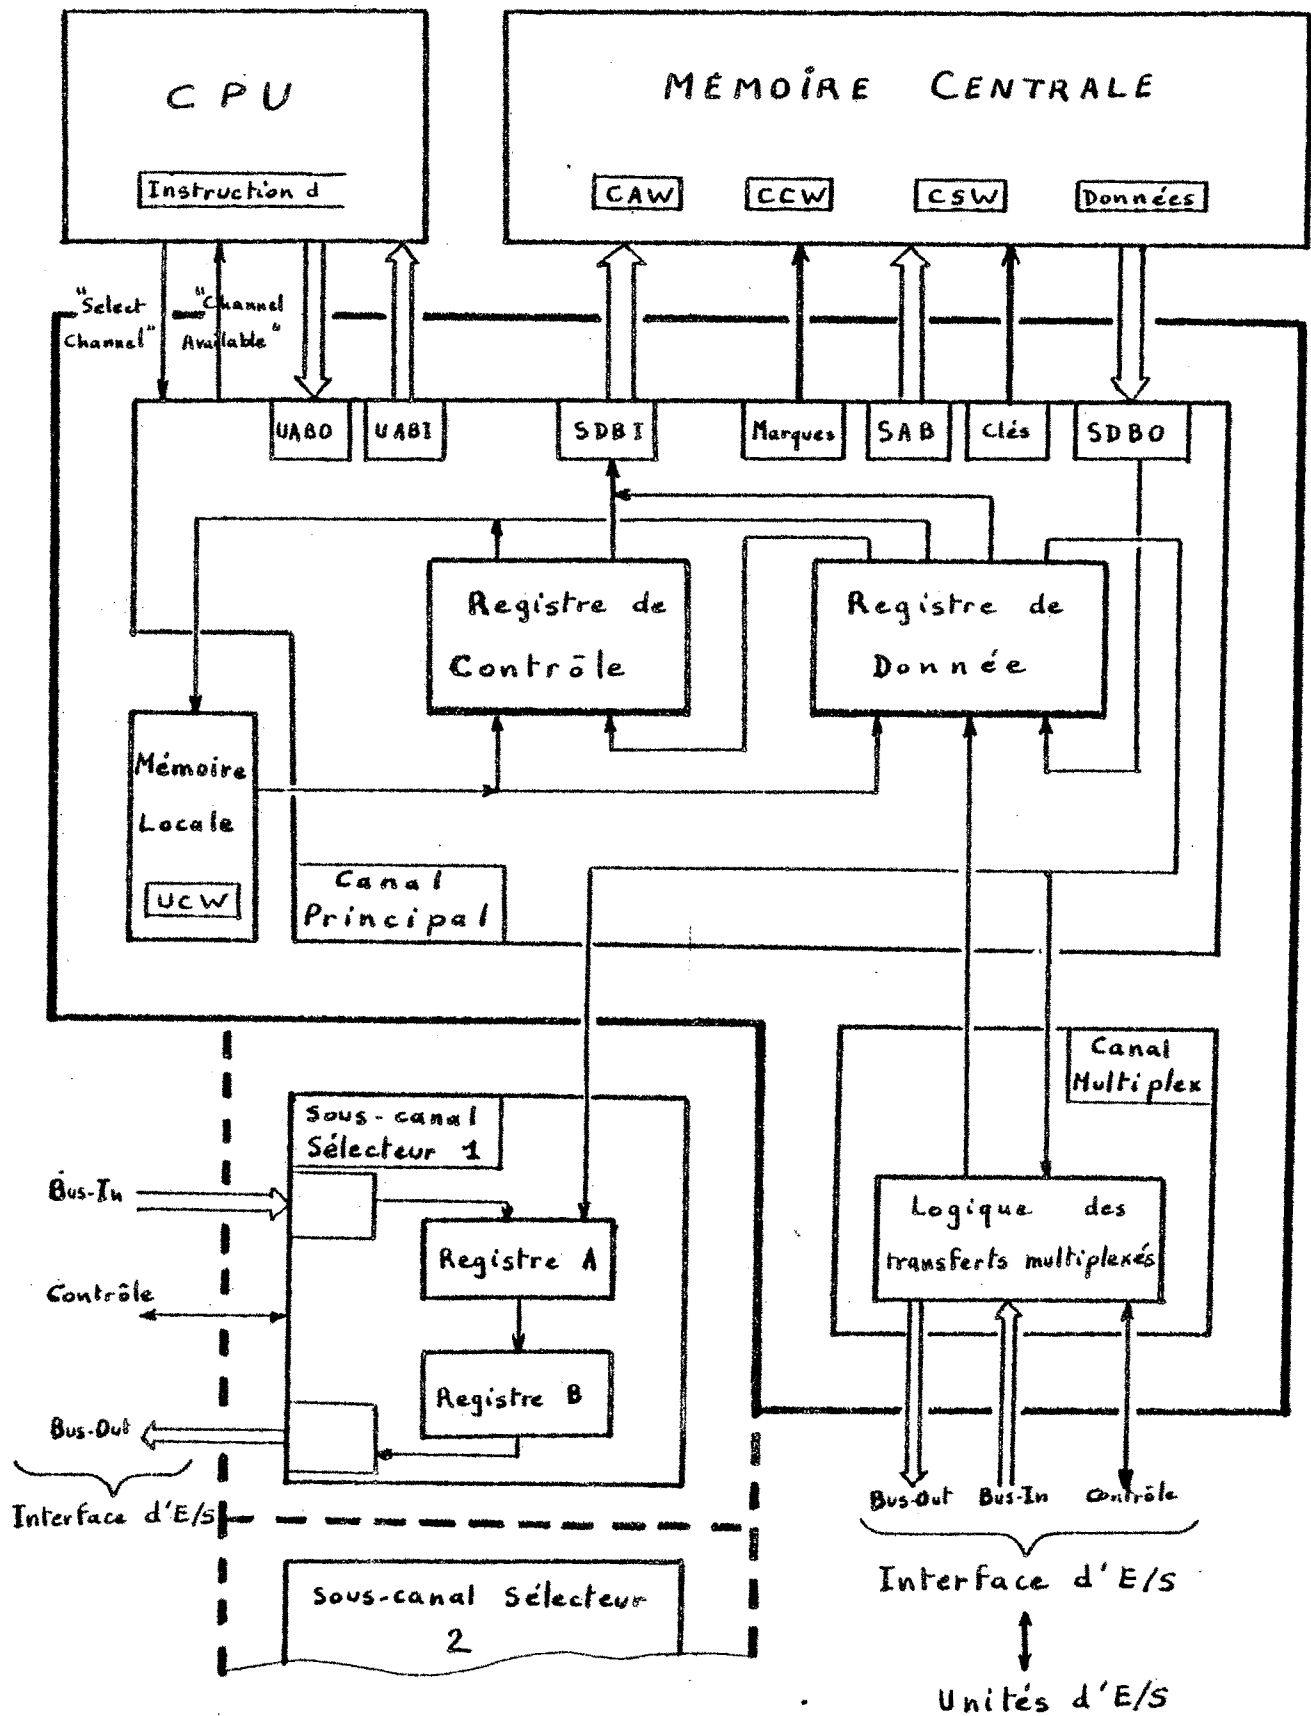 CPU
MÉMOIRE CENTRALE
Instruction d
CAW
CCW
CSW
Données
"Select
Channel"
"Channel
Available"
UABO
UABI
SDBI
Marques
SAB
Clés
SDBO
Registre de
Contrôle
Registre de
Donnée
Mémoire
Locale
UCW
Canal
Principal
Canal
Multiplex
Sous-canal
Sélecteur 1
Bus-In
Registre A
Logique des
transferts multiplexés
Contrôle
Registre B
Bus-Out
Interface d'E/S
Bus-Out
Bus-In
Contrôle
Interface d'E/S
Sous-canal Sélecteur
2
Unités d'E/S